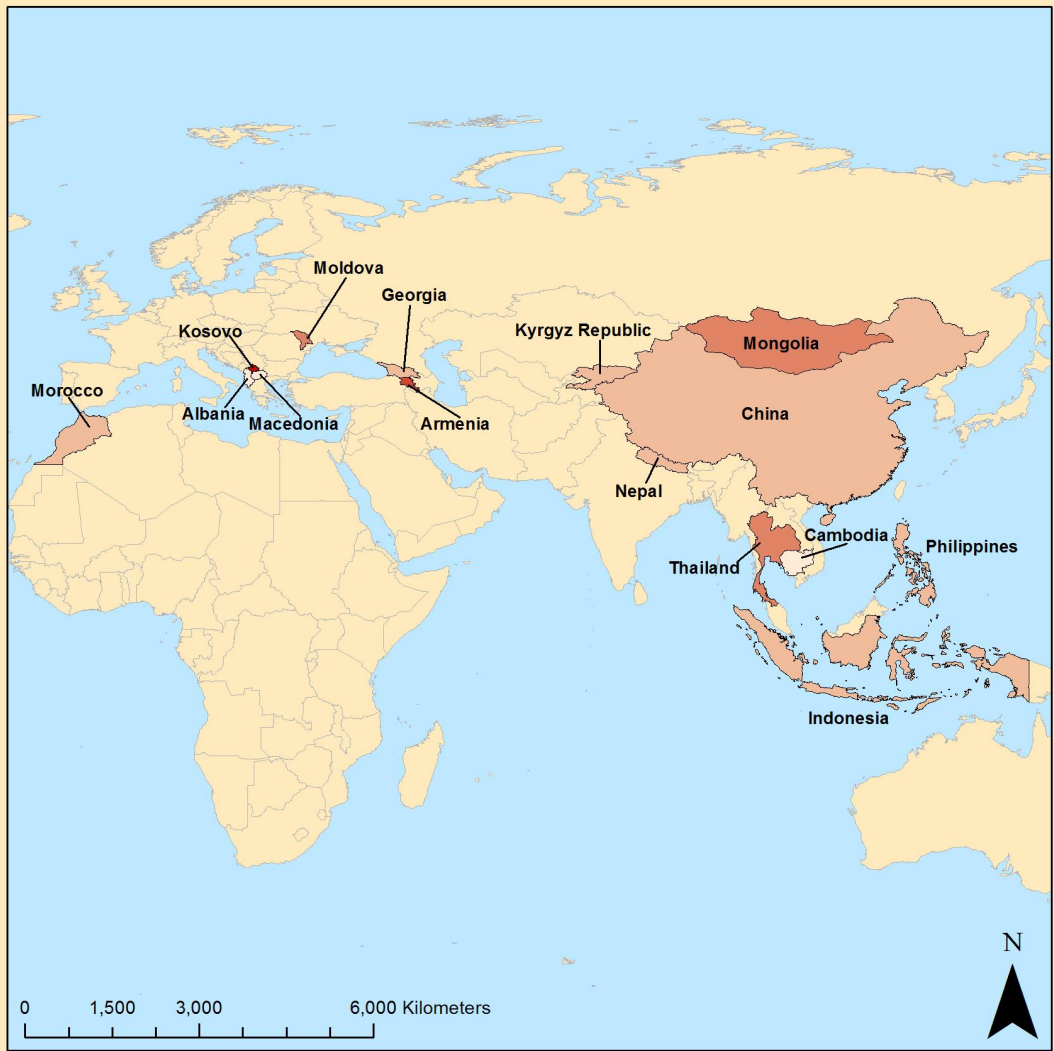 Moldova
Georgia
Kosovo
Kyrgyz Republic
Mongolia
Morocco
Albania
Macedonia
Armenia
China
Nepal
Cambodia
Philippines
Thailand
Indonesia
N
0 1,500 3,000 6,000 Kilometers